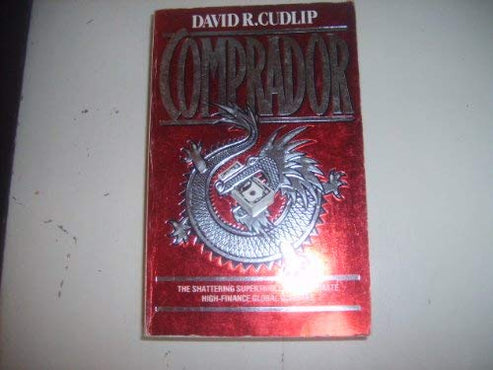 DAVID R. CUDLIP
COMPRADOR
THE SHATTERING
HIGH-FINANCE GLOBAL